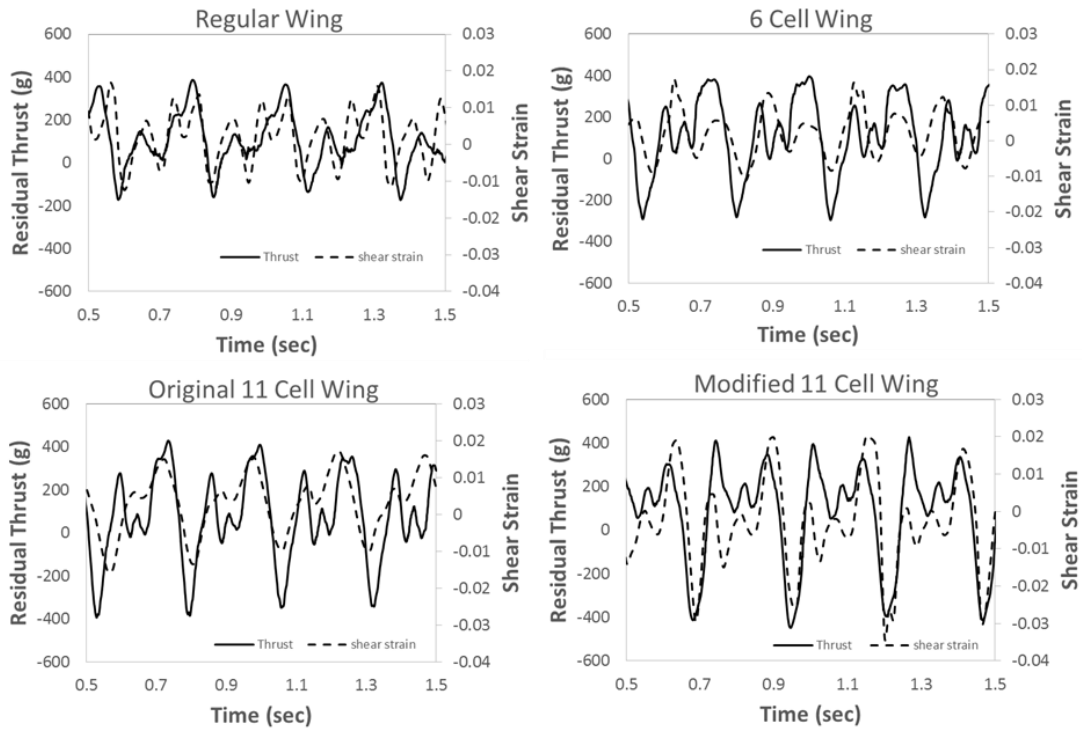 Regular Wing
600
400
200
0
-200
-400
-600
Residual Thrust (g)
0.03
0.02
0.01
0
-0.01
-0.02
-0.03
-0.04
Shear Strain
Thrust shear strain
0.5 0.7 0.9 1.1 1.3 1.5
Time (sec)
6 Cell Wing
600
400
200
0
-200
-400
-600
Residual Thrust (g)
0.03
0.02
0.01
0
-0.01
-0.02
-0.03
-0.04
Shear Strain
Thrust shear strain
0.5 0.7 0.9 1.1 1.3 1.5
Time (sec)
Original 11 Cell Wing
600
400
200
0
-200
-400
-600
Residual Thrust (g)
0.03
0.02
0.01
0
-0.01
-0.02
-0.03
-0.04
Shear Strain
Thrust shear strain
0.5 0.7 0.9 1.1 1.3 1.5
Time (sec)
Modified 11 Cell Wing
600
400
200
0
-200
-400
-600
Residual Thrust (g)
0.03
0.02
0.01
0
-0.01
-0.02
-0.03
-0.04
Shear Strain
Thrust shear strain
0.5 0.7 0.9 1.1 1.3 1.5
Time (sec)